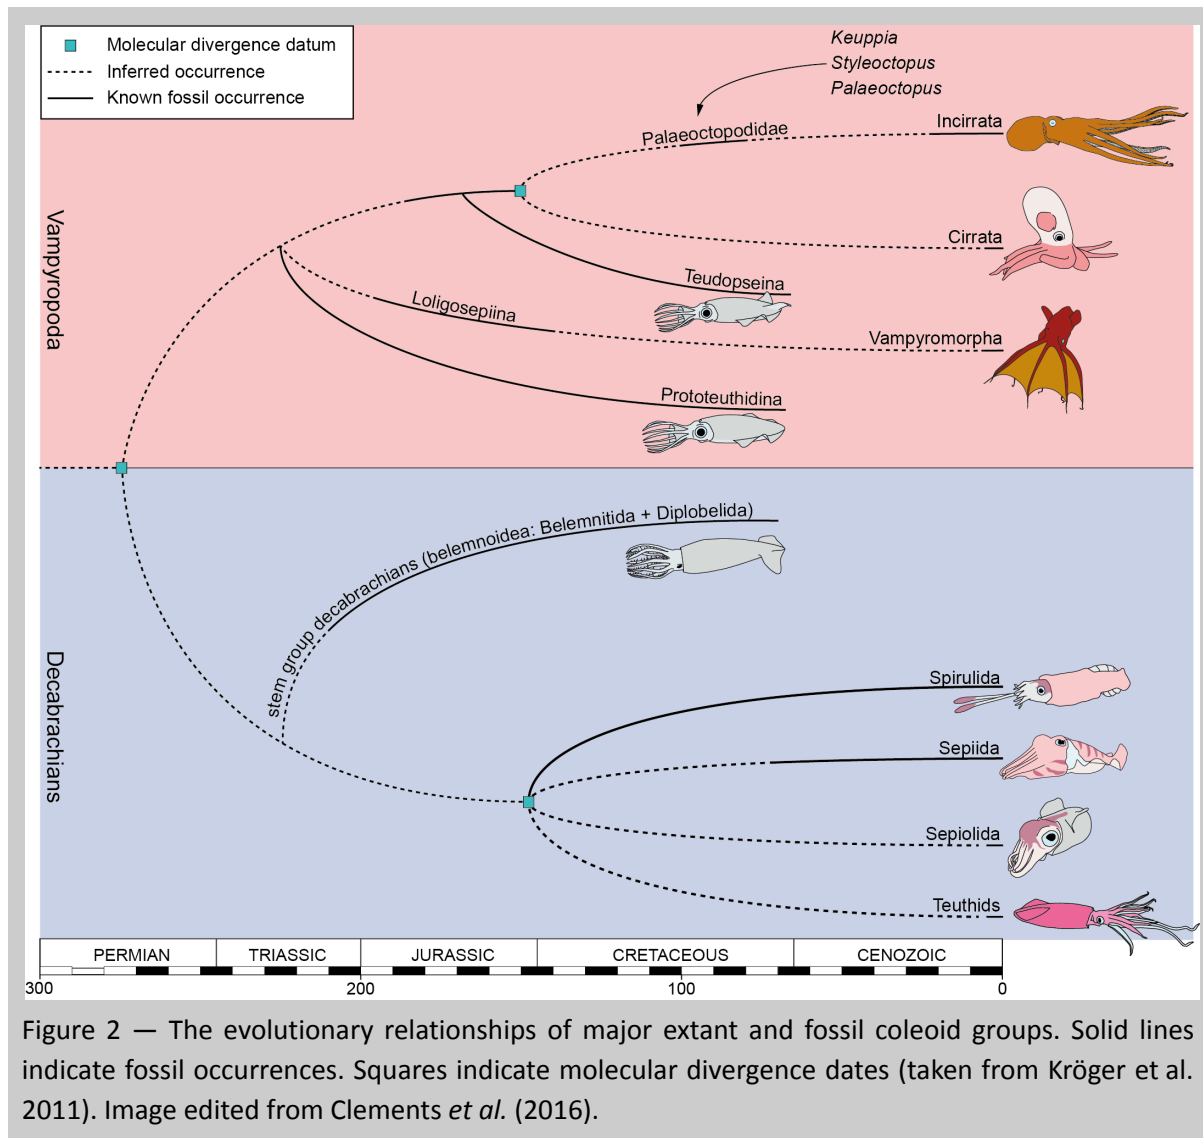 Molecular divergence datum
Inferred occurrence
Known fossil occurrence
Keuppia
Styleoctopus
Palaeoctopus
Palaeoctopodidae
Incirrata
Cirrata
Teudopseina
Loligosepiina
Vampyromorpha
Prototeuthidina
Vampyropoda
stem group decabrachians (belemnoidea: Belemnitida + Diplobelida)
Decabrachians
Spirulida
Sepiida
Sepiolida
Teuthids
PERMIAN TRIASSIC JURASSIC CRETACEOUS CENOZOIC
300 200 100 0
Figure 2 — The evolutionary relationships of major extant and fossil coleoid groups. Solid lines
indicate fossil occurrences. Squares indicate molecular divergence dates (taken from Kröger et al.
2011). Image edited from Clements et al. (2016).